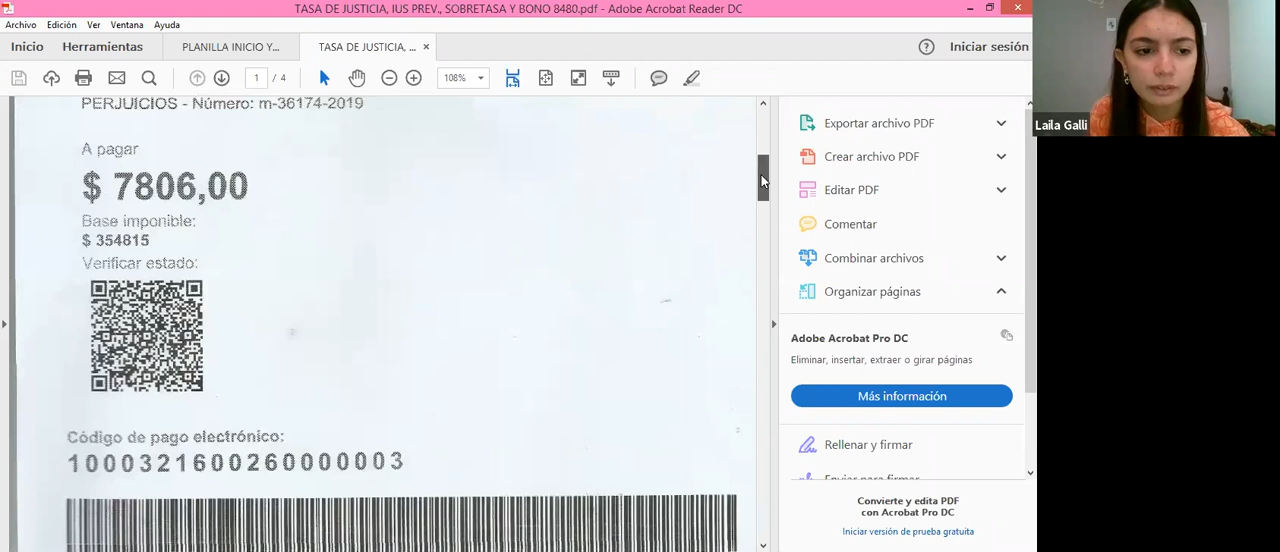 TASA DE JUSTICIA, IUS PREV., SOBRETASA Y BONO 8480.pdf - Adobe Acrobat Reader DC
Archivo Edición Ver Ventana Ayuda
Inicio Herramientas PLANILLA INICIO Y... TASA DE JUSTICIA, ... × Iniciar sesión
1 / 4 108%
PERJUICIOS - Número: m-36174-2019
A pagar
$ 7806,00
Base imponible:
$ 354815
Verificar estado:
Código de pago electrónico:
1000321600260000003
Exportar archivo PDF
Crear archivo PDF
Editar PDF
Comentar
Combinar archivos
Organizar páginas
Adobe Acrobat Pro DC
Eliminar, insertar, extraer o girar páginas
Más información
Rellenar y firmar
Enviar para firmar
Convierte y edita PDF
con Acrobat Pro DC
Iniciar versión de prueba gratuita
Laila Galli